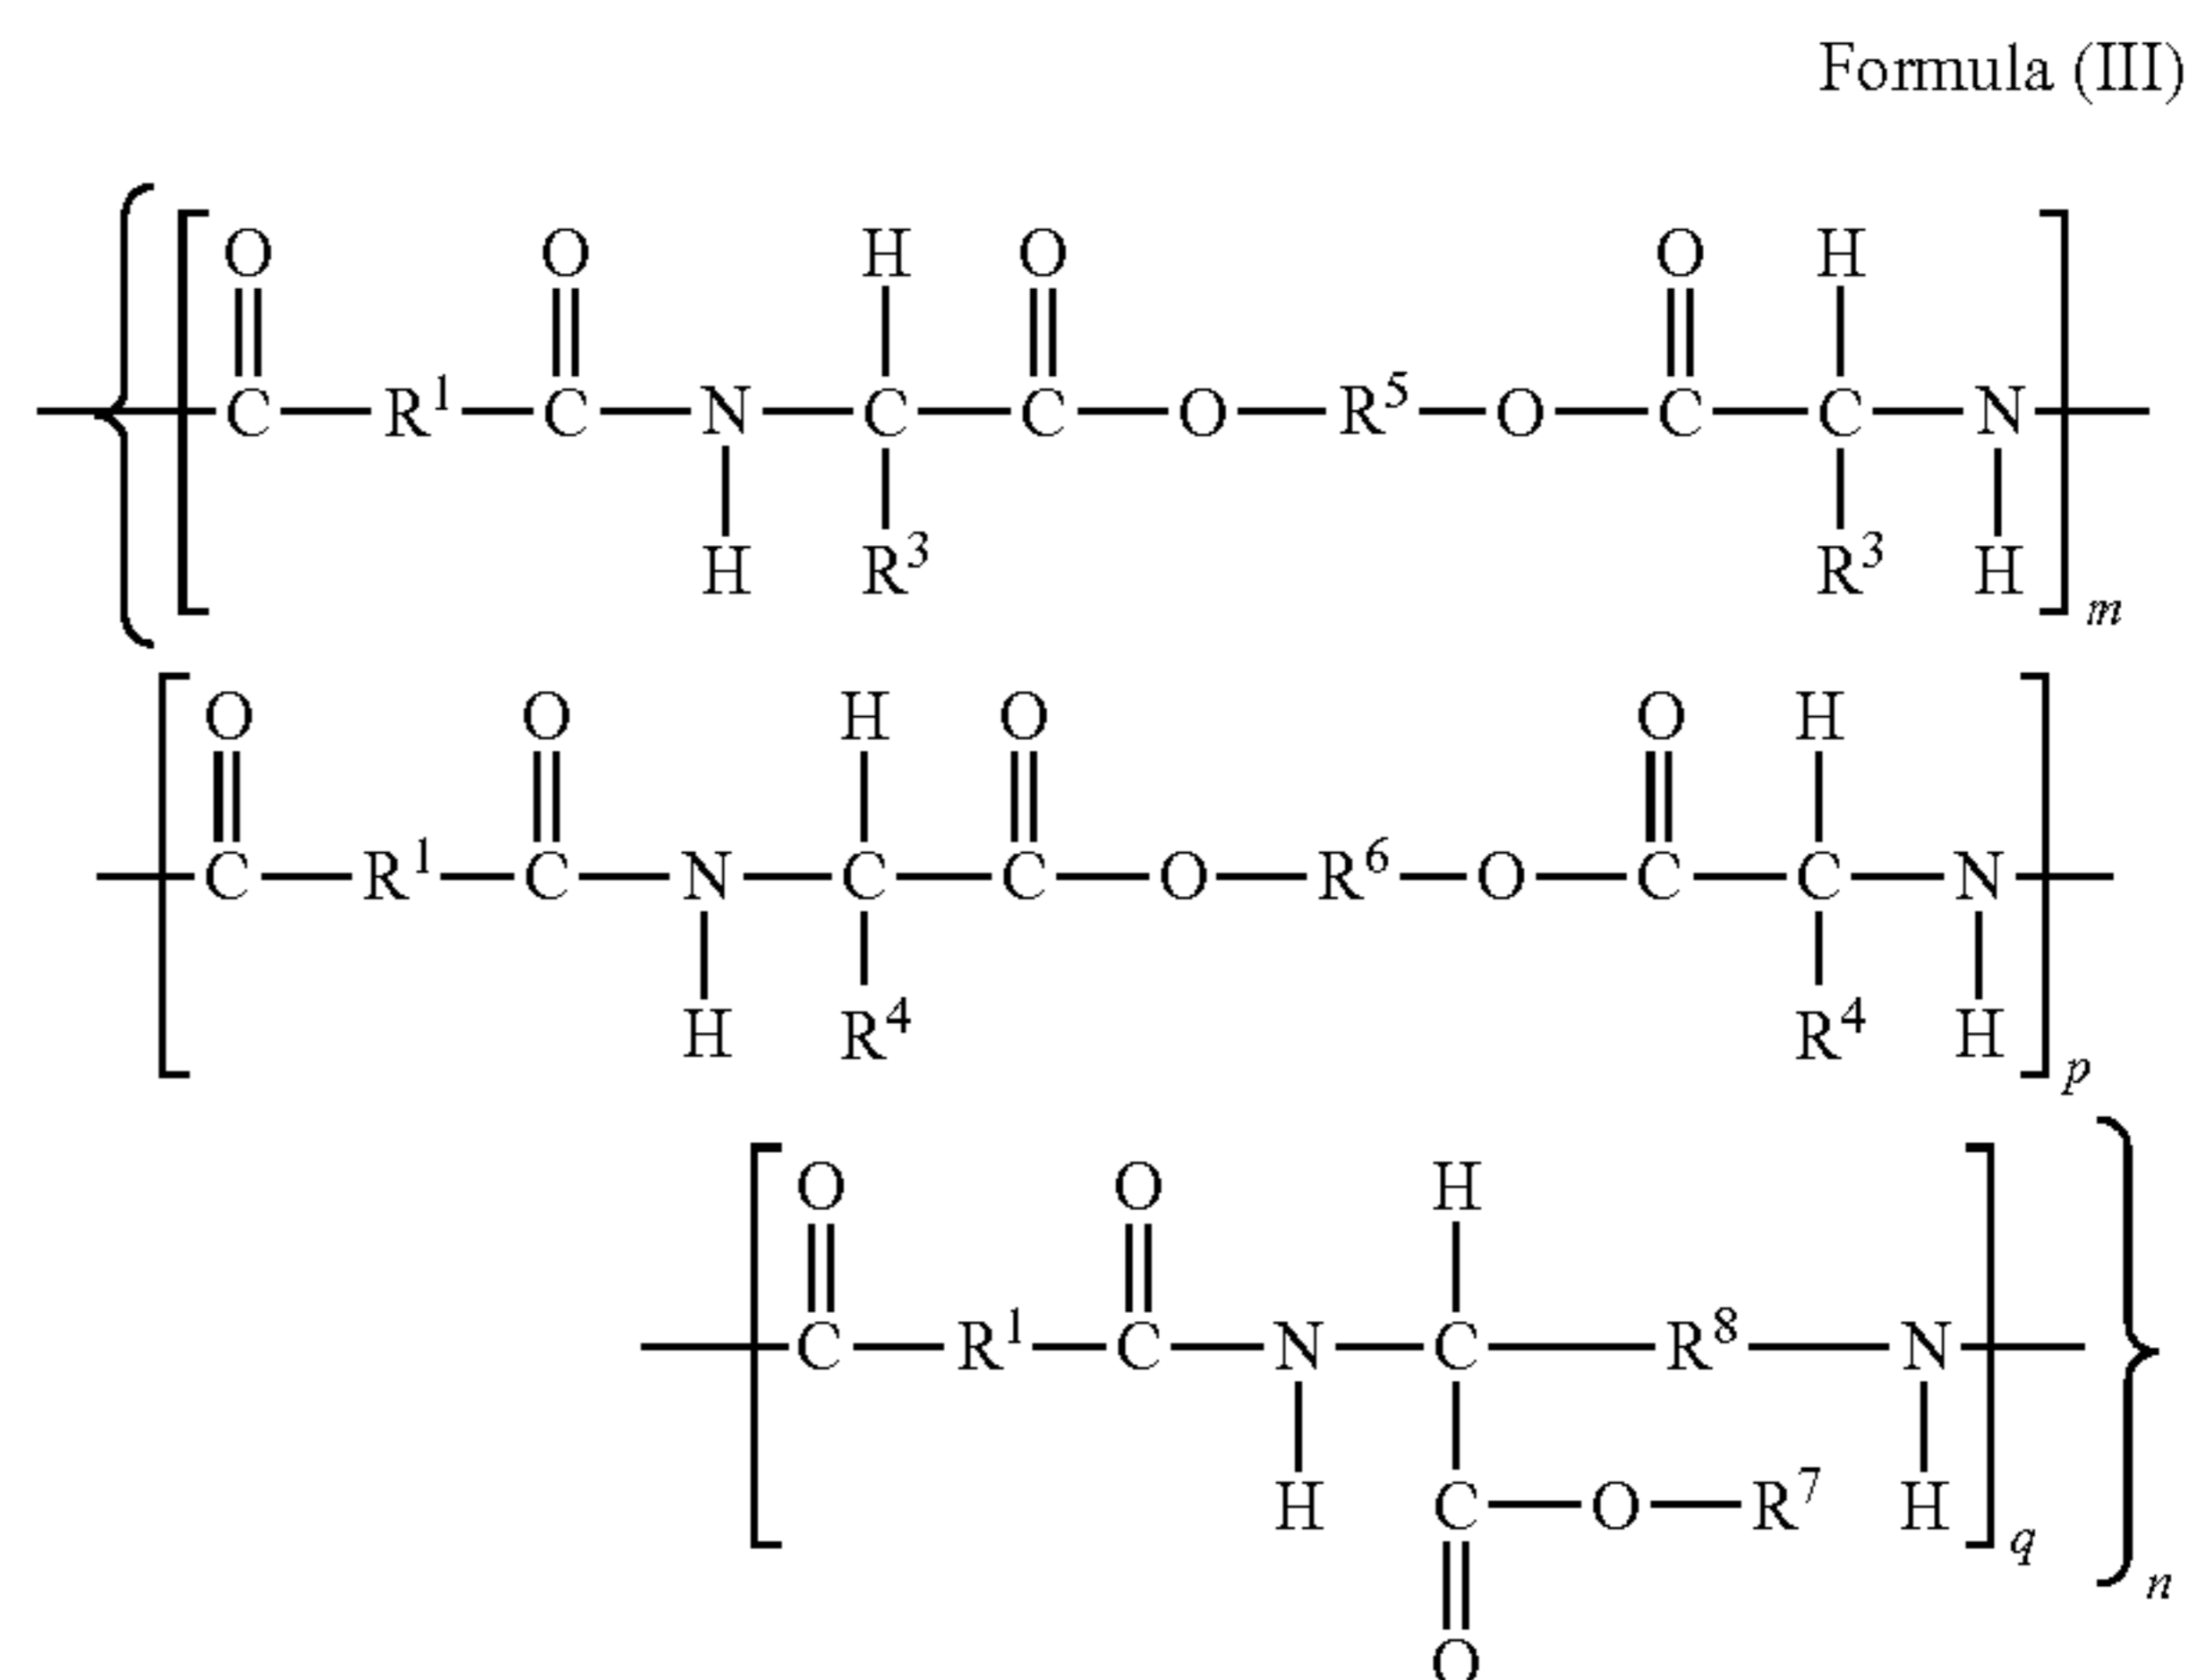 Formula (III)
O O H O O H
C R¹ C N C C O R⁵ O C C N
H R³ R³ H m
O O H O O H
C R¹ C N C C O R⁶ O C C N
H R⁴ R⁴ H p
O O H
C R¹ C N C R⁸ N
H C O R⁷ H q n
O